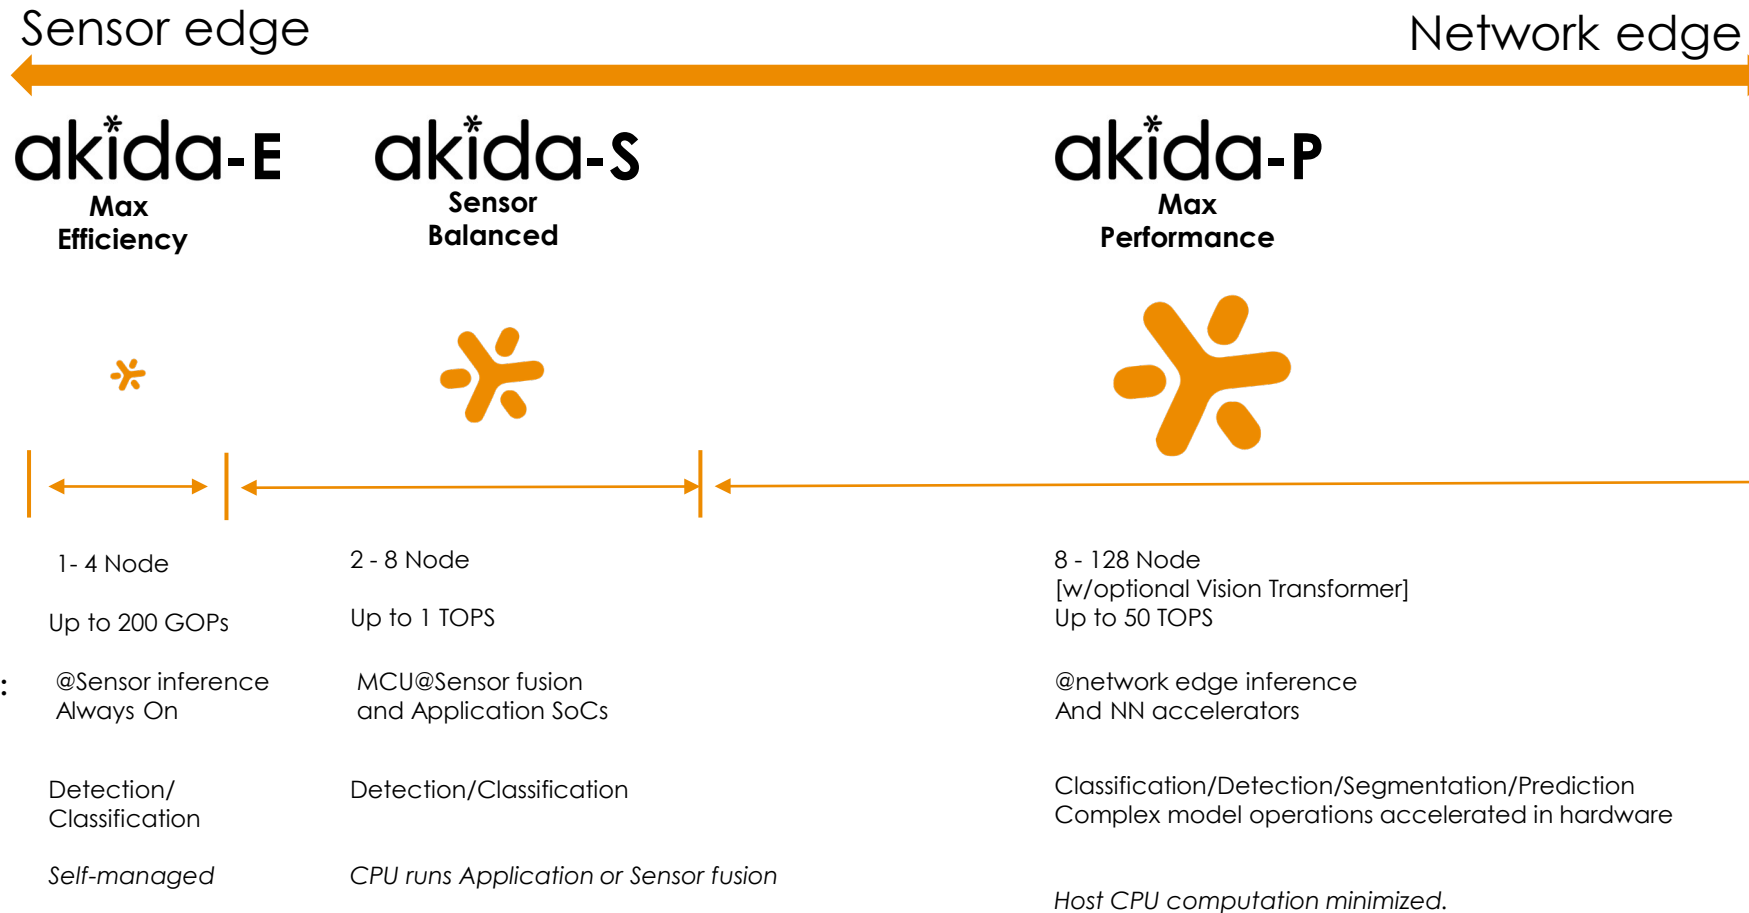 Sensor edge
Network edge
akida-E
Max
Efficiency
akida-S
Sensor
Balanced
akida-P
Max
Performance
1- 4 Node
Up to 200 GOPs
:
@Sensor inference
Always On
Detection/
Classification
Self-managed
2 - 8 Node
Up to 1 TOPS
MCU@Sensor fusion
and Application SoCs
Detection/Classification
CPU runs Application or Sensor fusion
8 - 128 Node
[w/optional Vision Transformer]
Up to 50 TOPS
@network edge inference
And NN accelerators
Classification/Detection/Segmentation/Prediction
Complex model operations accelerated in hardware
Host CPU computation minimized.